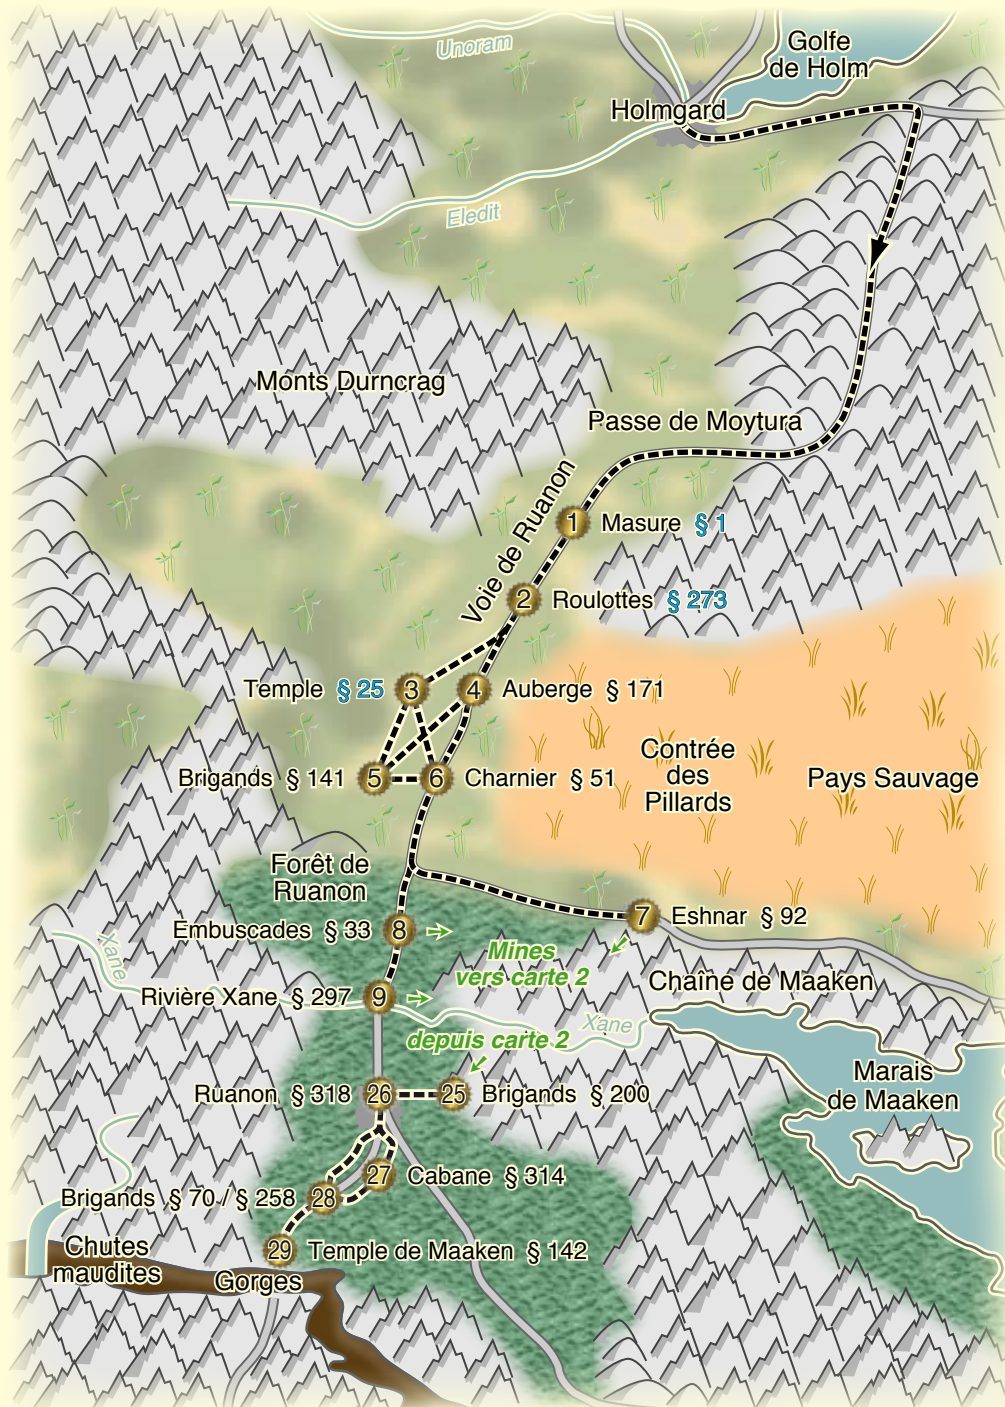 Unoram
Golfe
de Holm
Holmgard
Eledit
Monts Durncrag
Passe de Moytura
Voie de Ruanon
1 Masure § 1
2 Roulottes § 273
Temple § 25 3
4 Auberge § 171
Brigands § 141 5
6 Charnier § 51
Contrée
des
Pillards
Pays Sauvage
Forêt de
Ruanon
7 Eshnar § 92
Embuscades § 33 8
Mines
vers carte 2
Xane
Chaîne de Maaken
Rivière Xane § 297 9
Xane
depuis carte 2
Marais
de Maaken
Ruanon § 318 26
25 Brigands § 200
27 Cabane § 314
Brigands § 70 / § 258 28
Chutes
maudites
29 Temple de Maaken § 142
Gorges